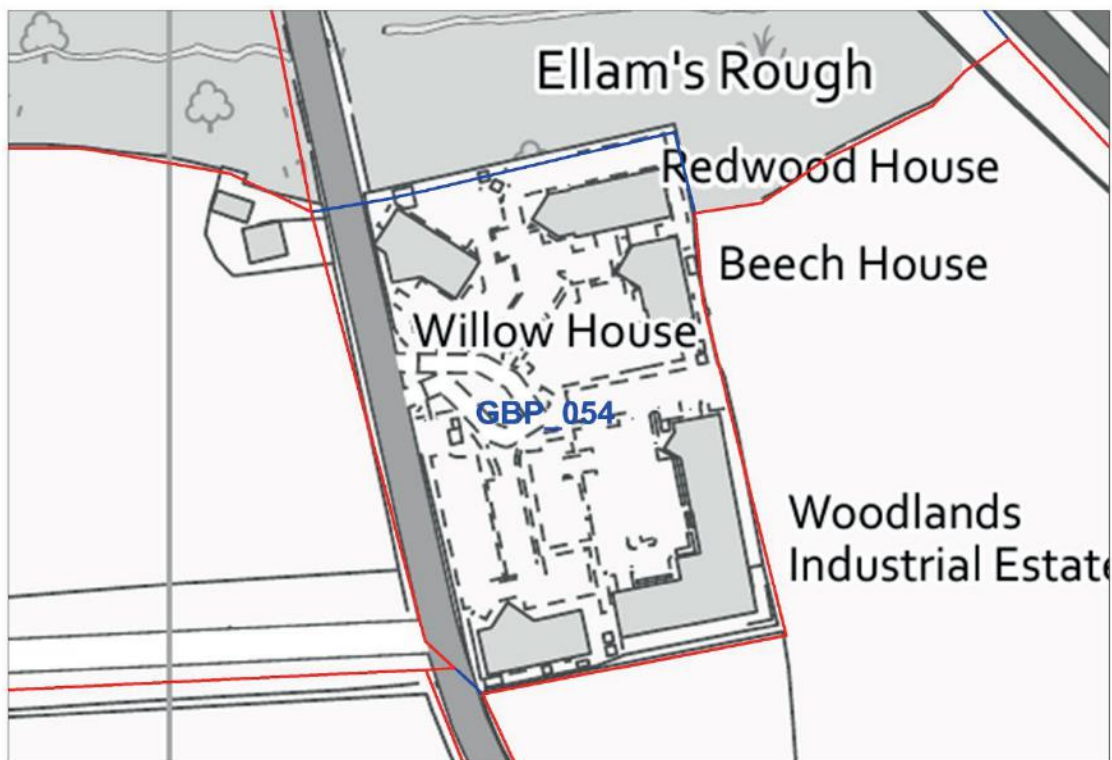 Ellam's Rough
Redwood House
Beech House
Willow House
GBP_054
Woodlands
Industrial Estate